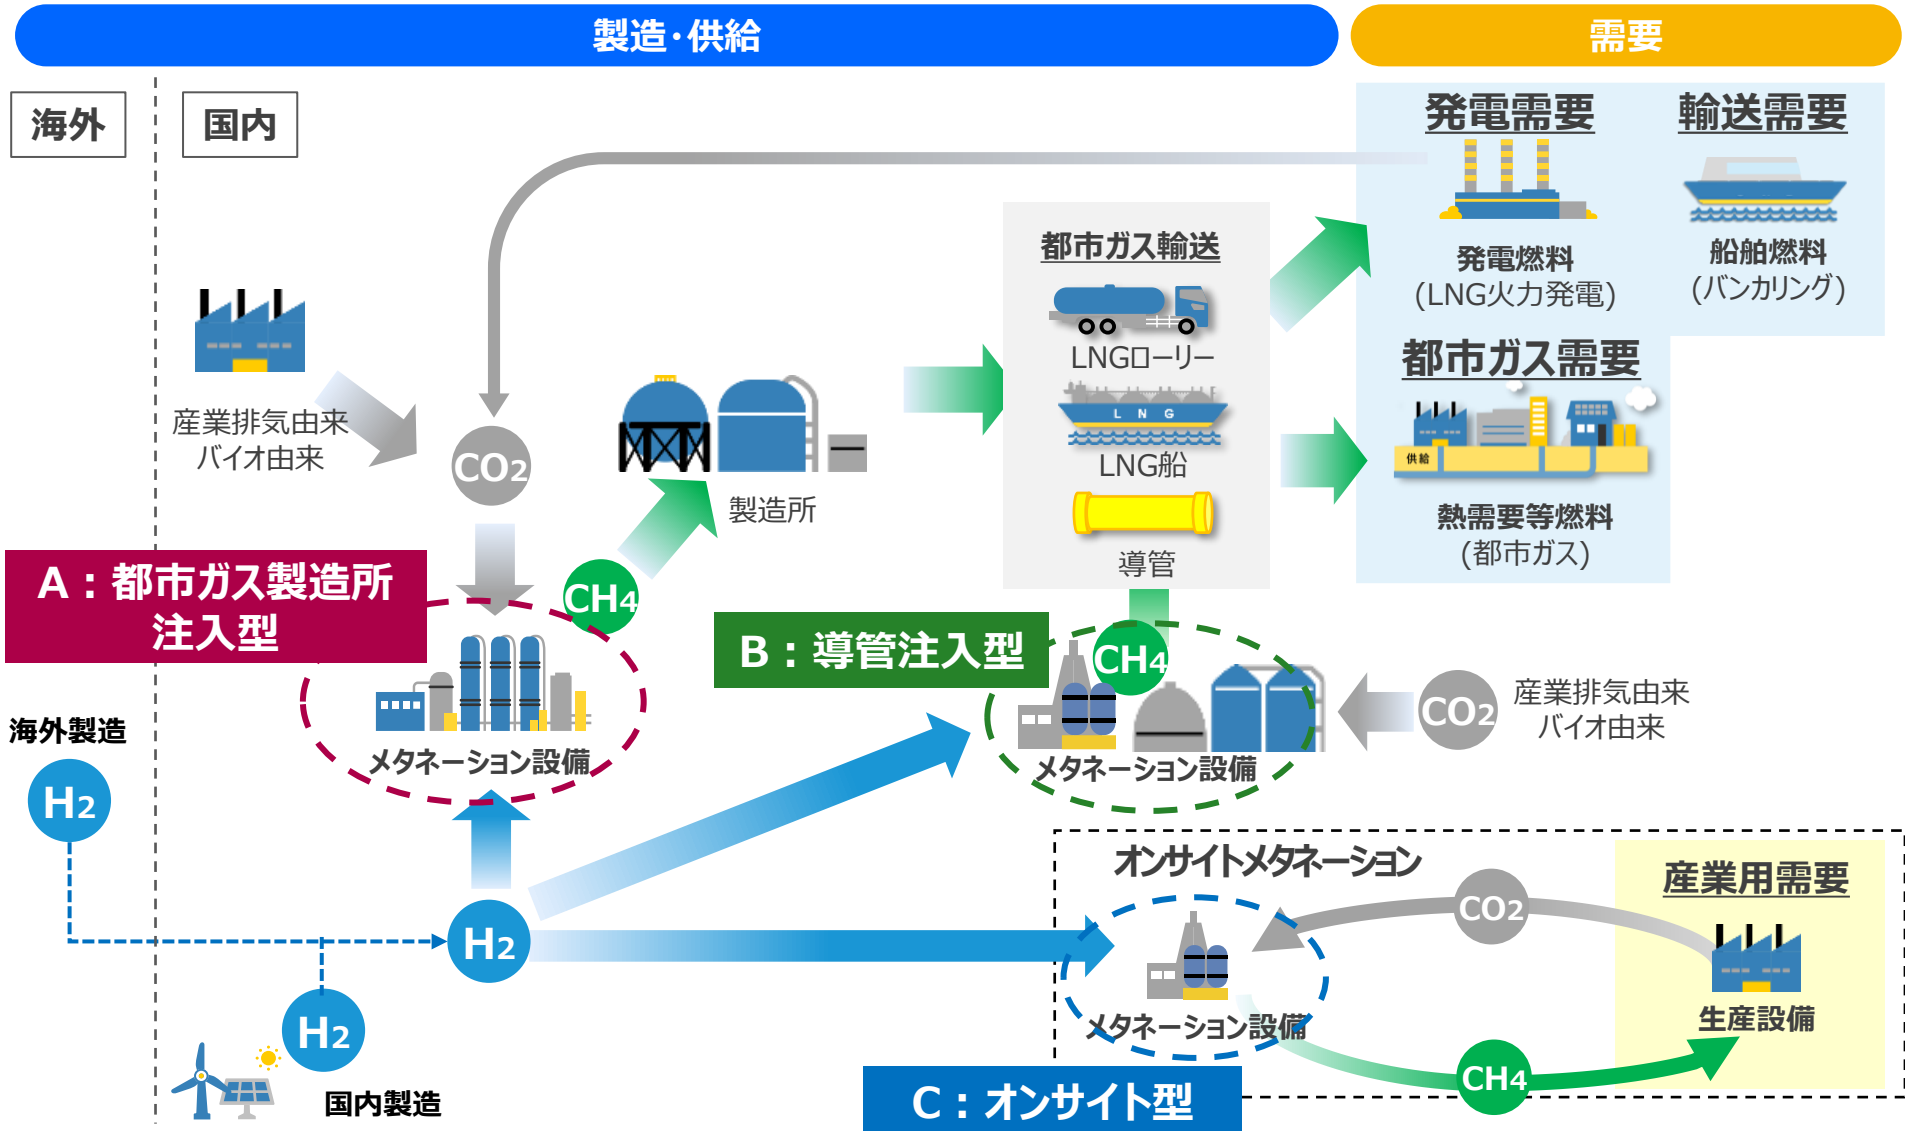 製造・供給
需要
海外
国内
発電需要
輸送需要
発電燃料
(LNG火力発電)
船舶燃料
(バンカリング)
都市ガス輸送
LNGローリー
LNG
LNG船
導管
都市ガス需要
供給
熱需要等燃料
(都市ガス)
産業排気由来
バイオ由来
CO2
製造所
CH4
A：都市ガス製造所
注入型
メタネーション設備
B：導管注入型
CH4
メタネーション設備
CO2
産業排気由来
バイオ由来
海外製造
H2
H2
H2
国内製造
オンサイトメタネーション
メタネーション設備
CO2
CH4
産業用需要
生産設備
C：オンサイト型